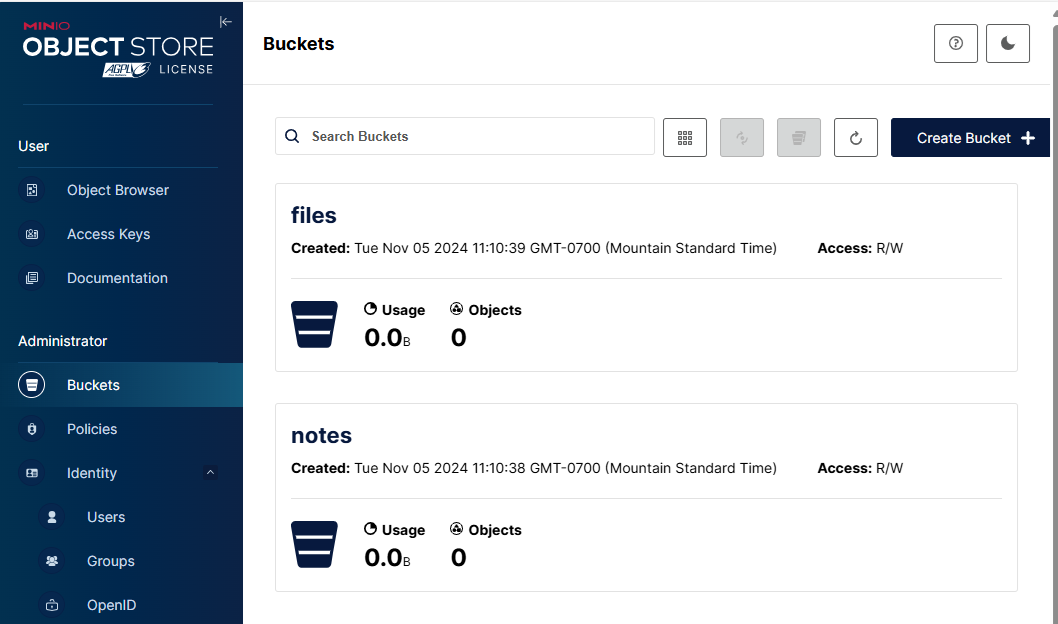 MINIO
OBJECT STORE
AGPLV3 LICENSE
User
Object Browser
Access Keys
Documentation
Administrator
Buckets
Policies
Identity
Users
Groups
OpenID
Buckets
Search Buckets
Create Bucket
files
Created: Tue Nov 05 2024 11:10:39 GMT-0700 (Mountain Standard Time) Access: R/W
Usage Objects
0.0B 0
notes
Created: Tue Nov 05 2024 11:10:38 GMT-0700 (Mountain Standard Time) Access: R/W
Usage Objects
0.0B 0